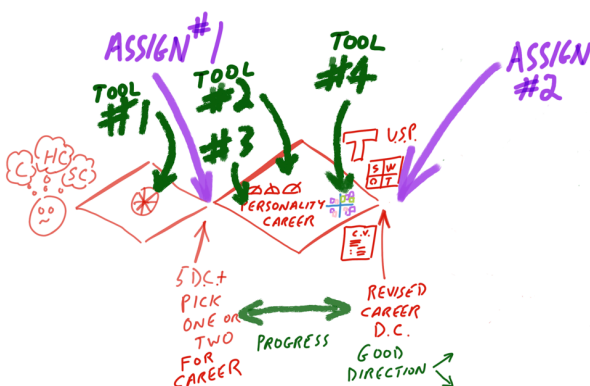 ASSIGN #1
TOOL
#1
TOOL
#2
#3
TOOL
#4
ASSIGN
#2
C
HC
SC
T
U.S.P.
S W
O T
PERSONALITY
CAREER
C.V.
5 D.C.+
PICK
ONE OR
TWO
FOR
CAREER
PROGRESS
REVISED
CAREER
D.C.
GOOD
DIRECTION